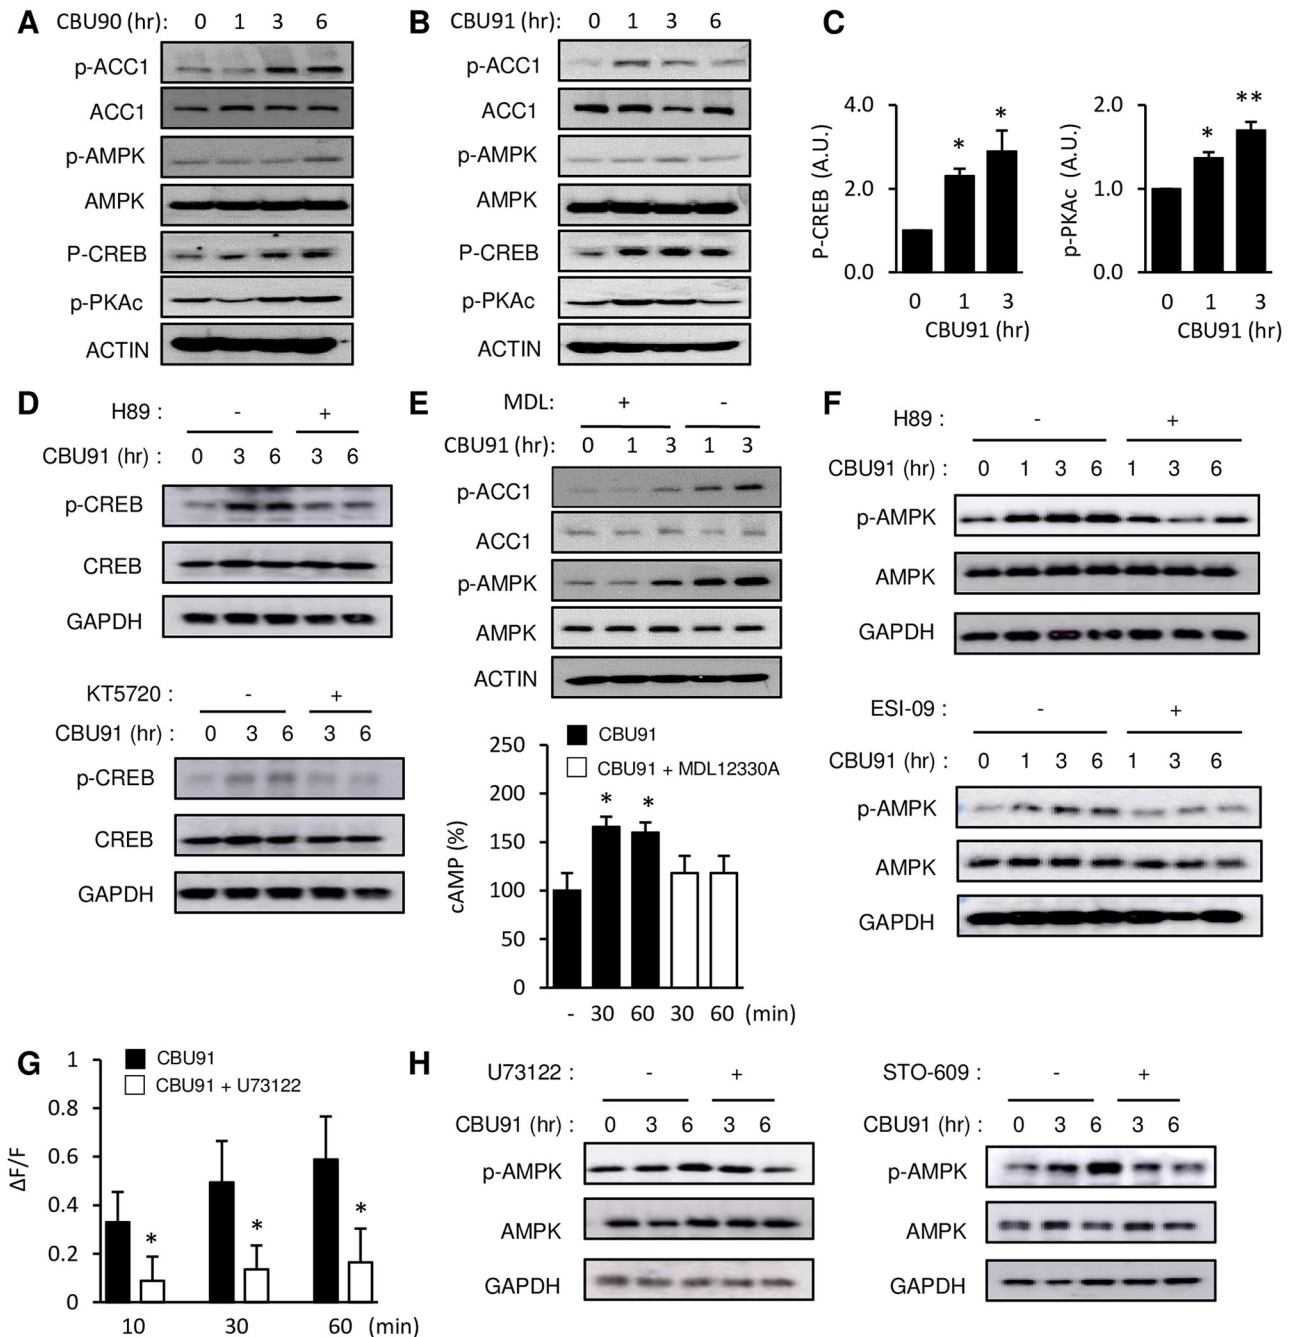 A
CBU90 (hr): 0 1 3 6
p-ACC1
ACC1
p-AMPK
AMPK
P-CREB
p-PKAc
ACTIN
B
CBU91 (hr): 0 1 3 6
p-ACC1
ACC1
p-AMPK
AMPK
P-CREB
p-PKAc
ACTIN
C
P-CREB (A.U.)
4.0
2.0
0.0
*
*
0 1 3
CBU91 (hr)
p-PKAc (A.U.)
2.0
1.0
0.0
*
**
0 1 3
CBU91 (hr)
D
H89 : - +
CBU91 (hr) : 0 3 6 3 6
p-CREB
CREB
GAPDH
KT5720 : - +
CBU91 (hr) : 0 3 6 3 6
p-CREB
CREB
GAPDH
E
MDL: + -
CBU91 (hr): 0 1 3 1 3
p-ACC1
ACC1
p-AMPK
AMPK
ACTIN
CBU91
CBU91 + MDL12330A
cAMP (%)
250
200
150
100
50
0
* *
- 30 60 30 60 (min)
F
H89 : - +
CBU91 (hr) : 0 1 3 6 1 3 6
p-AMPK
AMPK
GAPDH
ESI-09 : - +
CBU91 (hr) : 0 1 3 6 1 3 6
p-AMPK
AMPK
GAPDH
G
CBU91
CBU91 + U73122
ΔF/F
1
0.8
0.6
0.4
0.2
0
* * *
10 30 60 (min)
H
U73122 : - +
CBU91 (hr) : 0 3 6 3 6
p-AMPK
AMPK
GAPDH
STO-609 : - +
CBU91 (hr) : 0 3 6 3 6
p-AMPK
AMPK
GAPDH